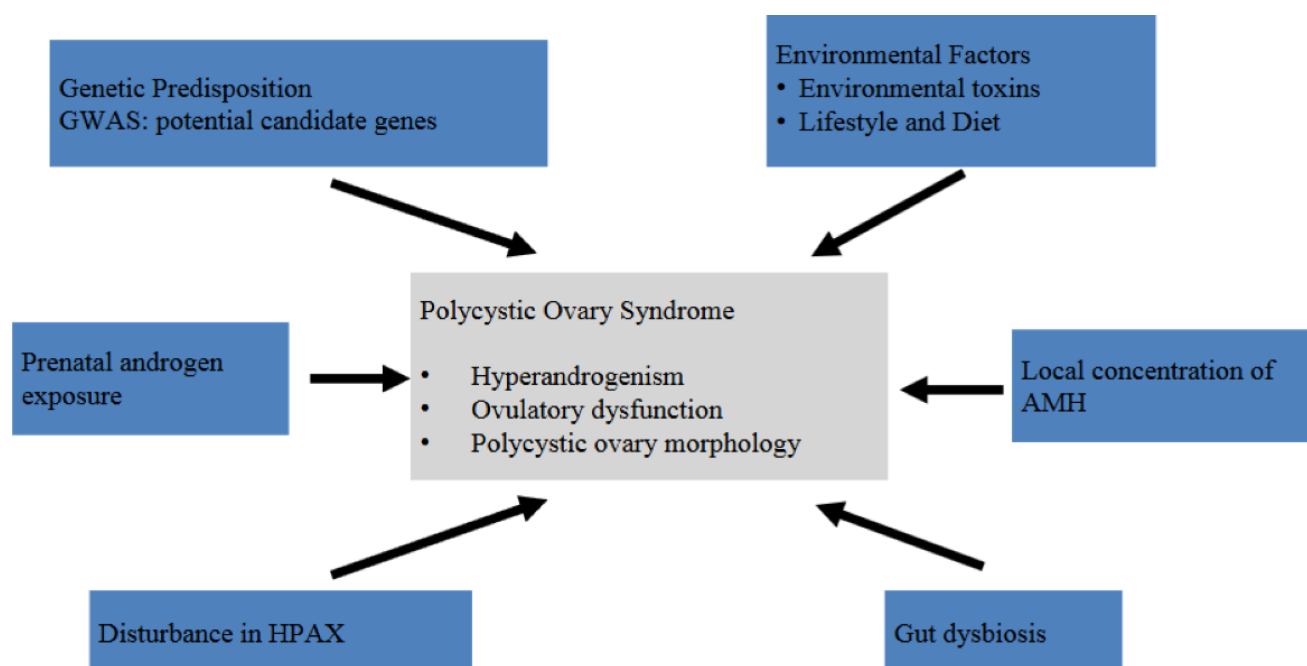 Genetic Predisposition
GWAS: potential candidate genes
Environmental Factors
• Environmental toxins
• Lifestyle and Diet
Prenatal androgen
exposure
Polycystic Ovary Syndrome
• Hyperandrogenism
• Ovulatory dysfunction
• Polycystic ovary morphology
Local concentration of
AMH
Disturbance in HPAX
Gut dysbiosis